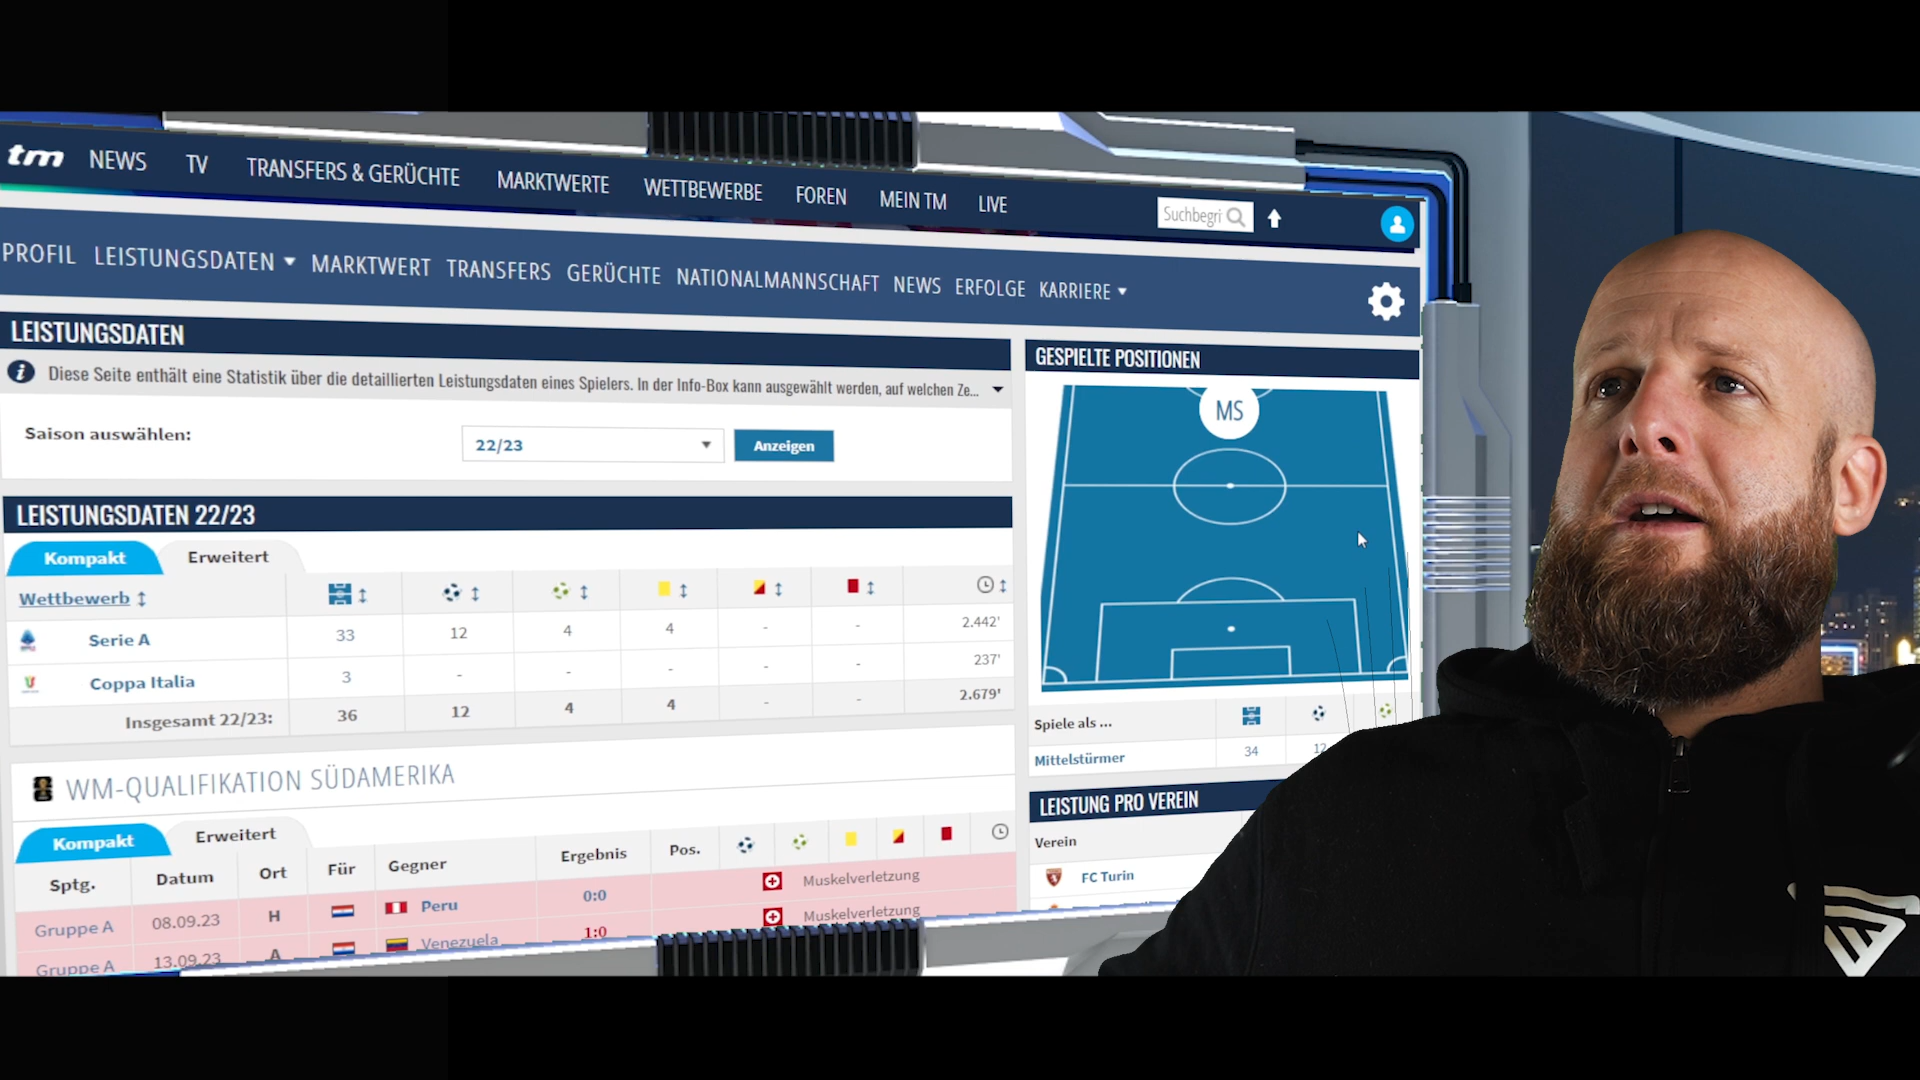 tm NEWS TV TRANSFERS & GERÜCHTE MARKTWERTE WETTBEWERBE FOREN MEIN TM LIVE Suchbegri
PROFIL LEISTUNGSDATEN MARKTWERT TRANSFERS GERÜCHTE NATIONALMANNSCHAFT NEWS ERFOLGE KARRIERE
LEISTUNGSDATEN
Diese Seite enthält eine Statistik über die detaillierten Leistungsdaten eines Spielers. In der Info-Box kann ausgewählt werden, auf welchen Ze...
Saison auswählen: 22/23 Anzeigen
LEISTUNGSDATEN 22/23
Kompakt Erweitert
Wettbewerb
Serie A 33 12 4 4 - - 2.442'
Coppa Italia 3 - - - - - 237'
Insgesamt 22/23: 36 12 4 4 - - 2.679'
WM-QUALIFIKATION SÜDAMERIKA
Kompakt Erweitert
Sptg. Datum Ort Für Gegner Ergebnis Pos.
Gruppe A 08.09.23 H Peru 0:0 Muskelverletzung
Gruppe A 13.09.23 A Venezuela 1:0 Muskelverletzung
GESPIELTE POSITIONEN
MS
Spiele als ...
Mittelstürmer 34 12
LEISTUNG PRO VEREIN
Verein
FC Turin